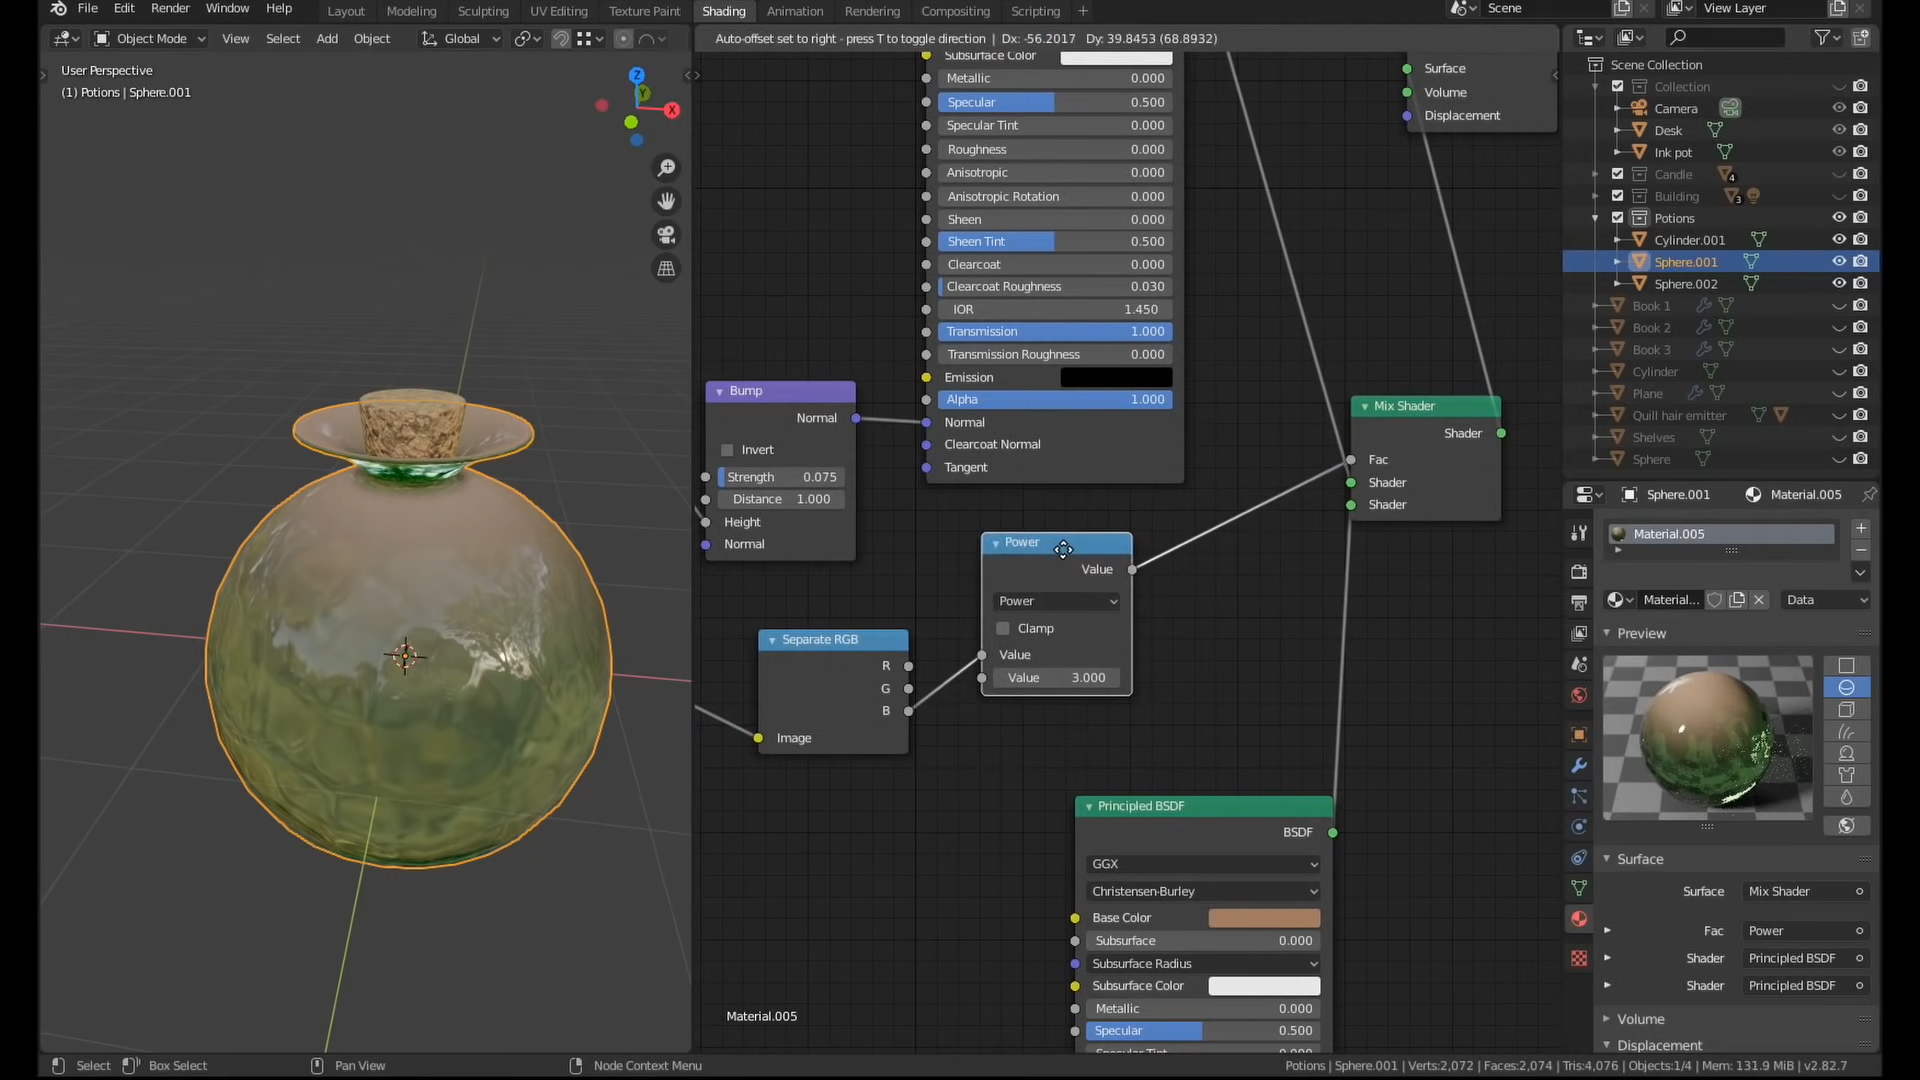 File Edit Render Window Help Layout Modeling Sculpting UV Editing Texture Paint Shading Animation Rendering Compositing Scripting + Scene View Layer
Object Mode View Select Add Object Global
Auto-offset set to right - press T to toggle direction | Dx: -56.2017 Dy: 39.8453 (68.8932)
User Perspective
(1) Potions | Sphere.001
Z
Y
X
Subsurface Color
Metallic 0.000
Specular 0.500
Specular Tint 0.000
Roughness 0.000
Anisotropic 0.000
Anisotropic Rotation 0.000
Sheen 0.000
Sheen Tint 0.500
Clearcoat 0.000
Clearcoat Roughness 0.030
IOR 1.450
Transmission 1.000
Transmission Roughness 0.000
Emission
Alpha 1.000
Normal
Clearcoat Normal
Tangent
Surface
Volume
Displacement
Bump
Normal
Invert
Strength 0.075
Distance 1.000
Height
Normal
Mix Shader
Shader
Fac
Shader
Shader
Power
Value
Power
Clamp
Value
Value 3.000
Separate RGB
R
G
B
Image
Principled BSDF
BSDF
GGX
Christensen-Burley
Base Color
Subsurface 0.000
Subsurface Radius
Subsurface Color
Metallic 0.000
Specular 0.500
Specular Tint 0.000
Material.005
Scene Collection
Collection
Camera
Desk
Ink pot
Candle 4
Building 3
Potions
Cylinder.001
Sphere.001
Sphere.002
Book 1
Book 2
Book 3
Cylinder
Plane
Quill hair emitter
Shelves
Sphere
Sphere.001 Material.005
Material.005
Material... Data
Preview
Surface
Surface Mix Shader
Fac Power
Shader Principled BSDF
Shader Principled BSDF
Volume
Displacement
Select Box Select Pan View Node Context Menu Potions | Sphere.001 | Verts:2,072 | Faces:2,074 | Tris:4,076 | Objects:1/4 | Mem: 131.9 MiB | v2.82.7